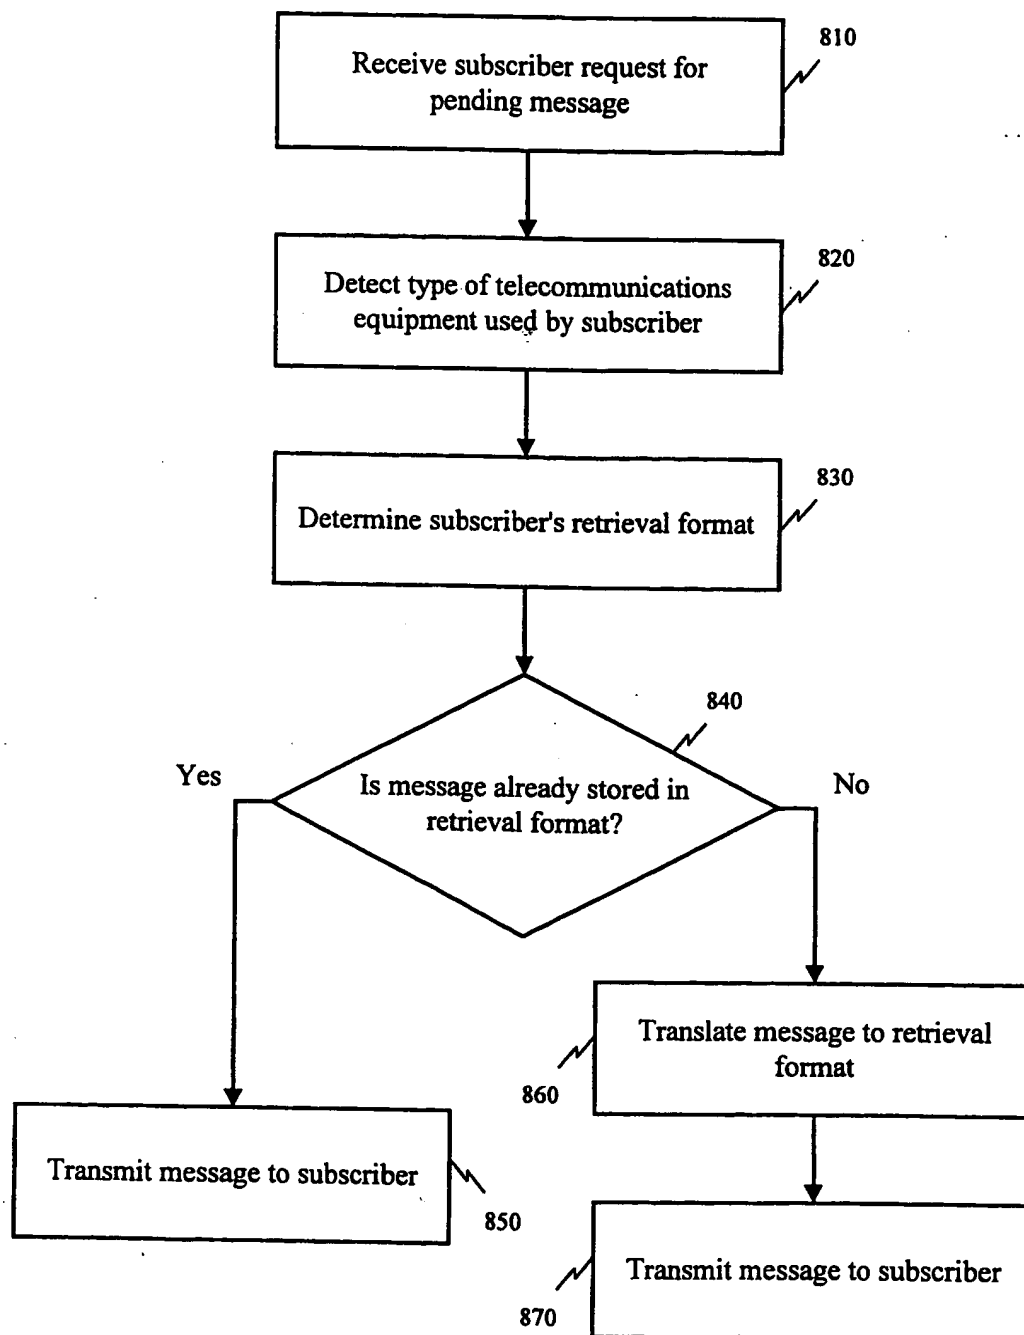 810
Receive subscriber request for
pending message
820
Detect type of telecommunications
equipment used by subscriber
830
Determine subscriber's retrieval format
840
Yes
Is message already stored in
retrieval format?
No
Translate message to retrieval
format
860
Transmit message to subscriber
850
Transmit message to subscriber
870